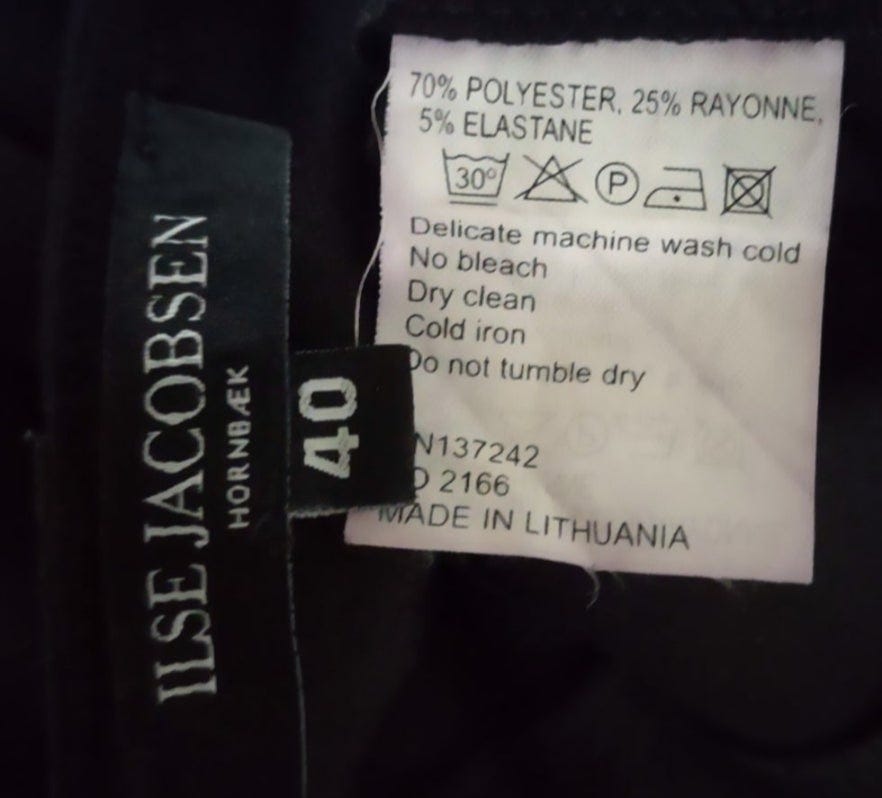 ILSE JACOBSEN
HORNBÆK
40
70% POLYESTER, 25% RAYONNE,
5% ELASTANE
30° P
Delicate machine wash cold
No bleach
Dry clean
Cold iron
Do not tumble dry
N137242
2166
MADE IN LITHUANIA